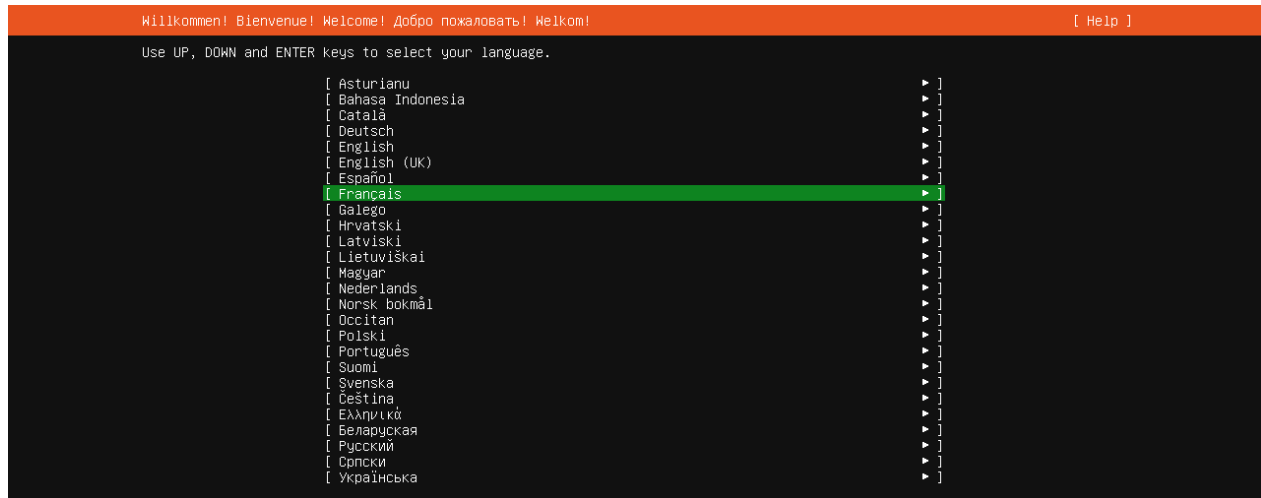 Willkommen! Bienvenue! Welcome! Добро пожаловать! Welkom! [ Help ]
Use UP, DOWN and ENTER keys to select your language.
[ Asturianu ► ]
[ Bahasa Indonesia ► ]
[ Català ► ]
[ Deutsch ► ]
[ English ► ]
[ English (UK) ► ]
[ Español ► ]
[ Français ► ]
[ Galego ► ]
[ Hrvatski ► ]
[ Latviski ► ]
[ Lietuviškai ► ]
[ Magyar ► ]
[ Nederlands ► ]
[ Norsk bokmål ► ]
[ Occitan ► ]
[ Polski ► ]
[ Português ► ]
[ Suomi ► ]
[ Svenska ► ]
[ Čeština ► ]
[ Ελληνικά ► ]
[ Беларуская ► ]
[ Русский ► ]
[ Српски ► ]
[ Українська ► ]